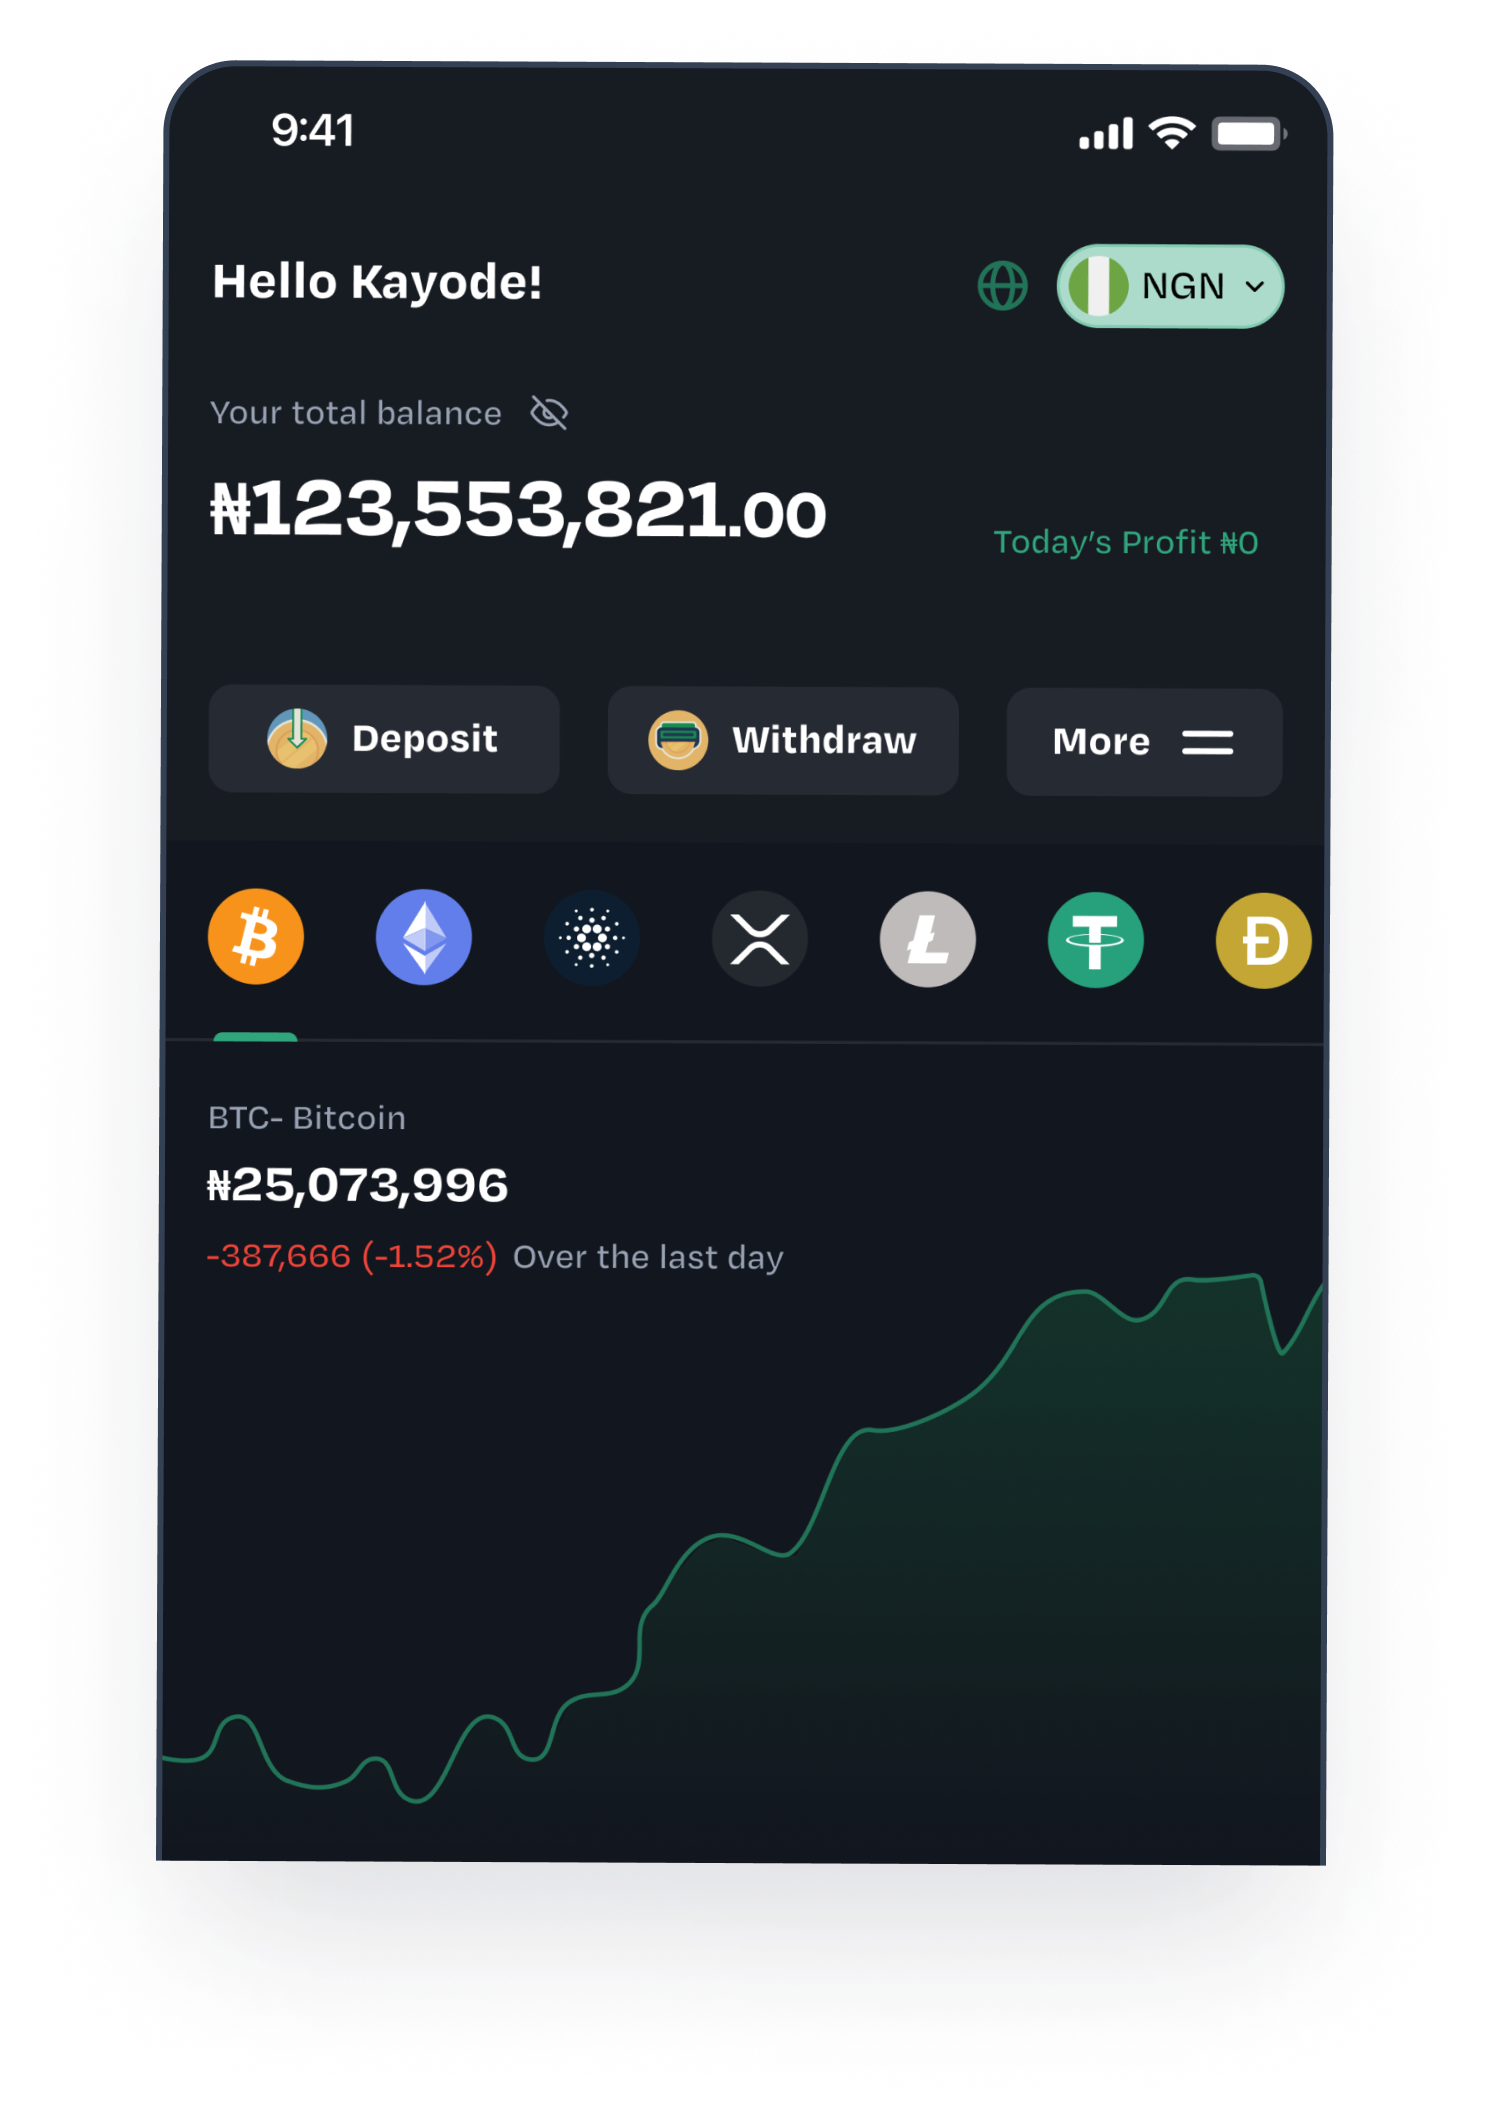 9:41
Hello Kayode!
NGN
Your total balance
₦123,553,821.00
Today's Profit ₦0
Deposit
Withdraw
More
BTC- Bitcoin
₦25,073,996
-387,666 (-1.52%) Over the last day